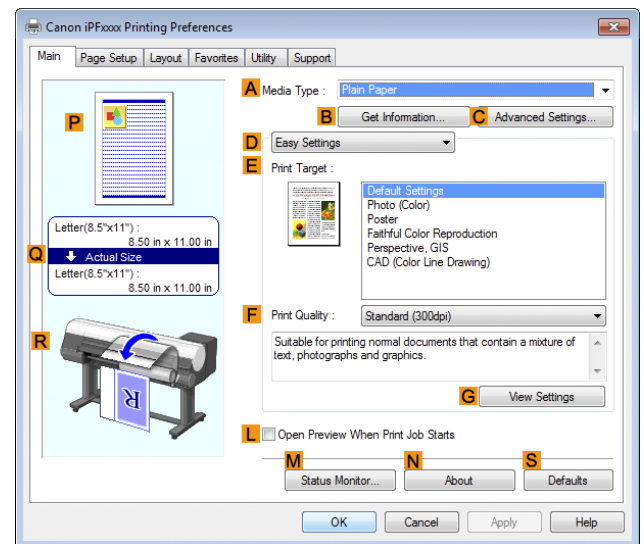 Canon iPFxxxx Printing Preferences
Main Page Setup Layout Favorites Utility Support
P
Letter(8.5"x11") :
8.50 in x 11.00 in
Q Actual Size
Letter(8.5"x11") :
8.50 in x 11.00 in
R
R
A Media Type : Plain Paper
B Get Information... C Advanced Settings...
D Easy Settings
E Print Target :
Default Settings
Photo (Color)
Poster
Faithful Color Reproduction
Perspective, GIS
CAD (Color Line Drawing)
F Print Quality : Standard (300dpi)
Suitable for printing normal documents that contain a mixture of
text, photographs and graphics.
G View Settings
L Open Preview When Print Job Starts
M N S
Status Monitor... About Defaults
OK Cancel Apply Help